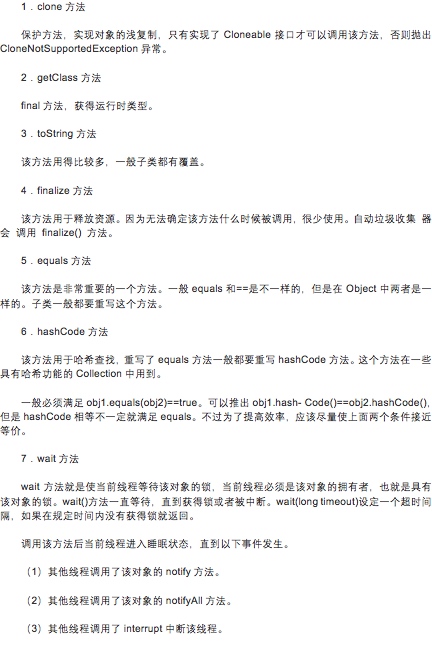 1．clone 方法
保护方法，实现对象的浅复制，只有实现了 Cloneable 接口才可以调用该方法，否则抛出
CloneNotSupportedException 异常。
2．getClass 方法
final 方法，获得运行时类型。
3．toString 方法
该方法用得比较多，一般子类都有覆盖。
4．finalize 方法
该方法用于释放资源。因为无法确定该方法什么时候被调用，很少使用。自动垃圾收集 器
会 调用 finalize() 方法。
5．equals 方法
该方法是非常重要的一个方法。一般 equals 和==是不一样的，但是在 Object 中两者是一
样的。子类一般都要重写这个方法。
6．hashCode 方法
该方法用于哈希查找，重写了 equals 方法一般都要重写 hashCode 方法。这个方法在一些
具有哈希功能的 Collection 中用到。
一般必须满足 obj1.equals(obj2)==true。可以推出 obj1.hash- Code()==obj2.hashCode(),
但是 hashCode 相等不一定就满足 equals。不过为了提高效率，应该尽量使上面两个条件接近
等价。
7．wait 方法
wait 方法就是使当前线程等待该对象的锁，当前线程必须是该对象的拥有者，也就是具有
该对象的锁。wait()方法一直等待，直到获得锁或者被中断。wait(long timeout)设定一个超时间
隔，如果在规定时间内没有获得锁就返回。
调用该方法后当前线程进入睡眠状态，直到以下事件发生。
（1）其他线程调用了该对象的 notify 方法。
（2）其他线程调用了该对象的 notifyAll 方法。
（3）其他线程调用了 interrupt 中断该线程。